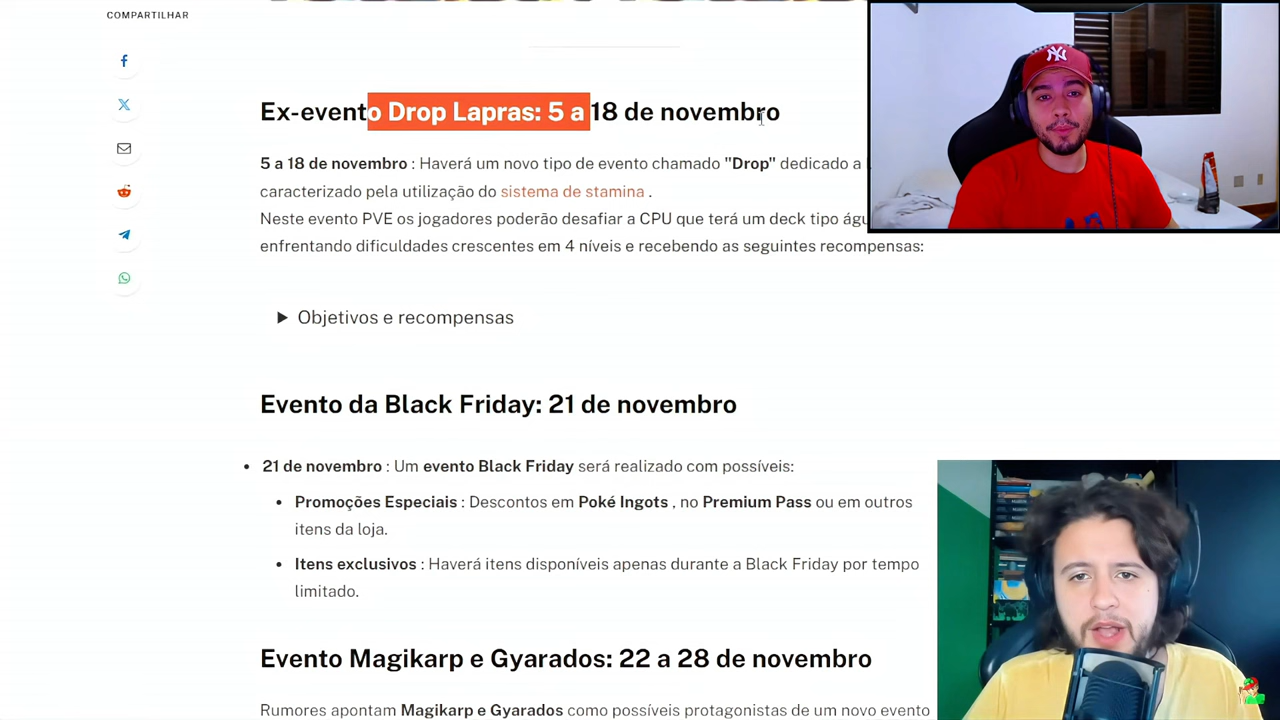 COMPARTILHAR
Ex-evento Drop Lapras: 5 a 18 de novembro
5 a 18 de novembro : Haverá um novo tipo de evento chamado "Drop" dedicado a
caracterizado pela utilização do sistema de stamina .
Neste evento PVE os jogadores poderão desafiar a CPU que terá um deck tipo
enfrentando dificuldades crescentes em 4 níveis e recebendo as seguintes recompensas:
Objetivos e recompensas
Evento da Black Friday: 21 de novembro
21 de novembro : Um evento Black Friday será realizado com possíveis:
Promoções Especiais : Descontos em Poké Ingots , no Premium Pass ou em outros
itens da loja.
Itens exclusivos : Haverá itens disponíveis apenas durante a Black Friday por tempo
limitado.
Evento Magikarp e Gyarados: 22 a 28 de novembro
Rumores apontam Magikarp e Gyarados como possíveis protagonistas de um novo evento